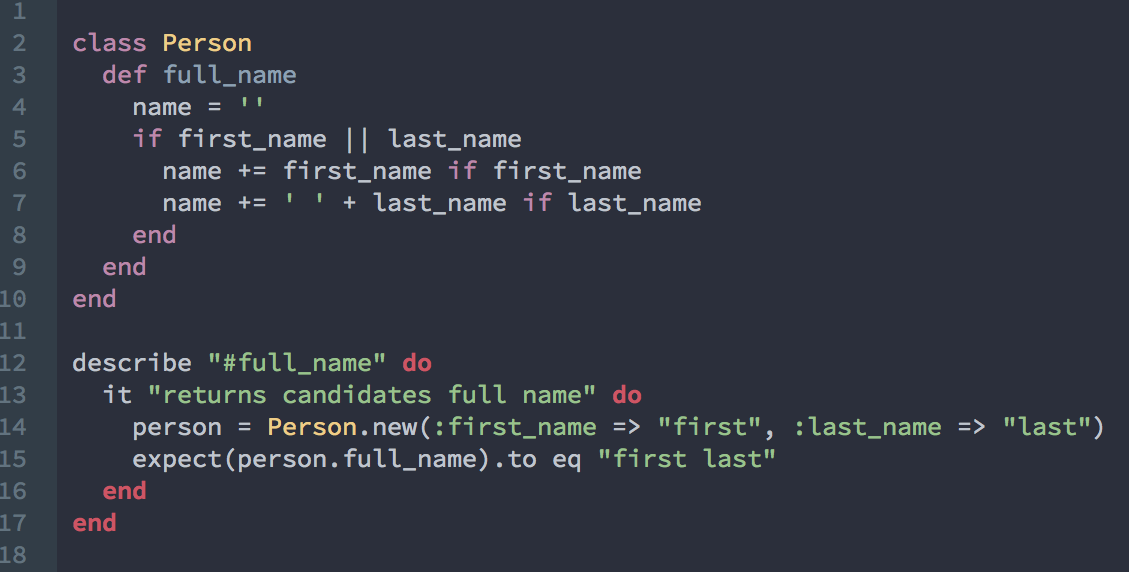 1
2 class Person
3   def full_name
4     name = ''
5     if first_name || last_name
6       name += first_name if first_name
7       name += ' ' + last_name if last_name
8     end
9   end
10 end
11
12 describe "#full_name" do
13   it "returns candidates full name" do
14     person = Person.new(:first_name => "first", :last_name => "last")
15     expect(person.full_name).to eq "first last"
16   end
17 end
18